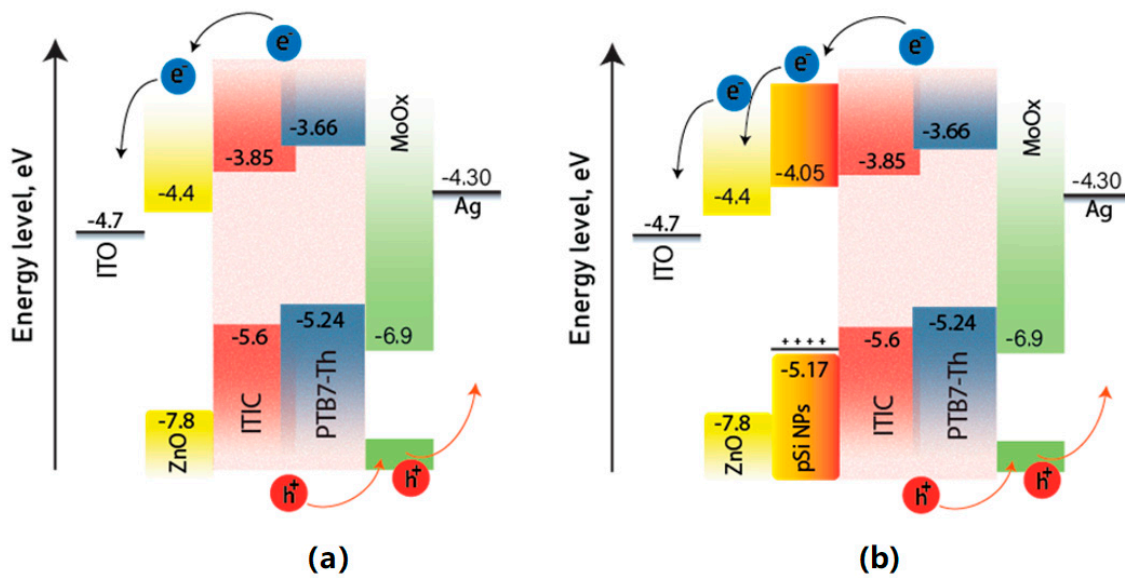 Energy level, eV
e-
e-
-3.66
-3.85
-4.4
-4.7
ITO
MoOx
-4.30
Ag
-5.24
-5.6
-6.9
-7.8
ZnO
ITIC
PTB7-Th
h+
h+
(a)
Energy level, eV
e-
e-
e-
-3.66
-3.85
-4.05
-4.4
-4.7
ITO
MoOx
-4.30
Ag
++++
-5.17
-5.24
-5.6
-6.9
-7.8
ZnO
pSi NPs
ITIC
PTB7-Th
h+
h+
(b)